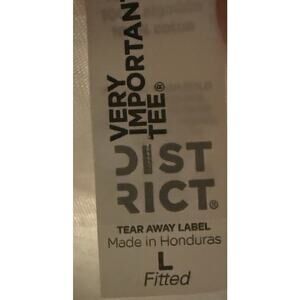 VERY
IMPORTANT
TEE®
DIST
RICT®
TEAR AWAY LABEL
Made in Honduras
L
Fitted